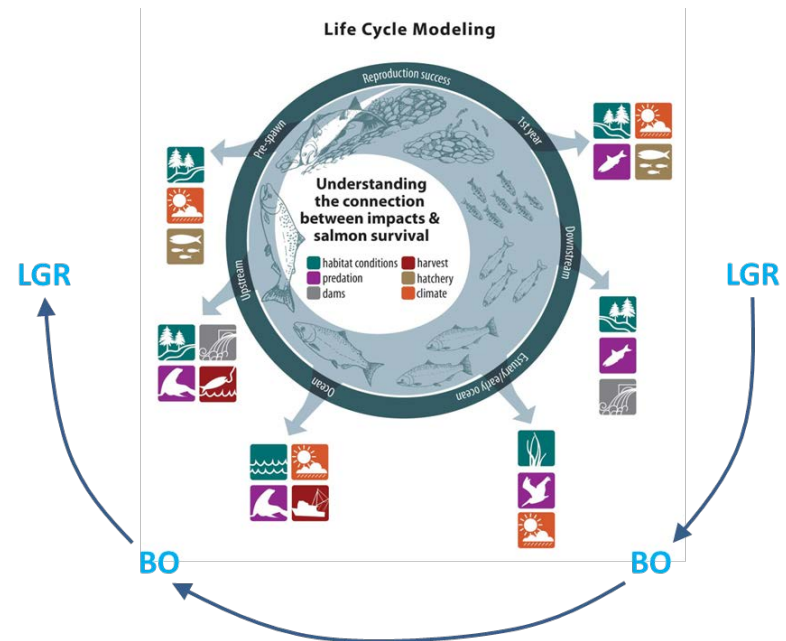 Life Cycle Modeling
Reproduction success
Pre-spawn
1st year
Understanding
the connection
between impacts &
salmon survival
habitat conditions
harvest
predation
hatchery
dams
climate
Upstream
Downstream
Ocean
Estuary/early ocean
LGR
LGR
BO
BO